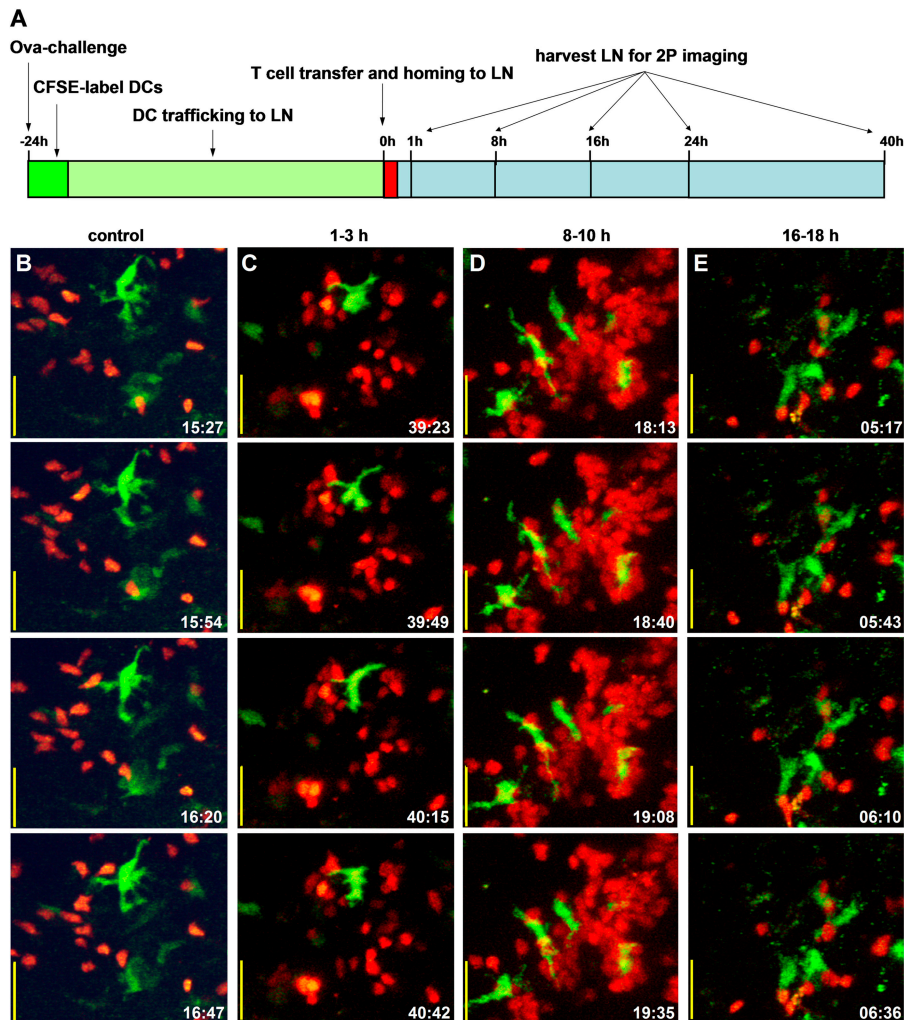 A
Ova-challenge
CFSE-label DCs
DC trafficking to LN
T cell transfer and homing to LN
harvest LN for 2P imaging
-24h
0h
1h
8h
16h
24h
40h
control
1-3 h
8-10 h
16-18 h
B
C
D
E
15:27
39:23
18:13
05:17
15:54
39:49
18:40
05:43
16:20
40:15
19:08
06:10
16:47
40:42
19:35
06:36